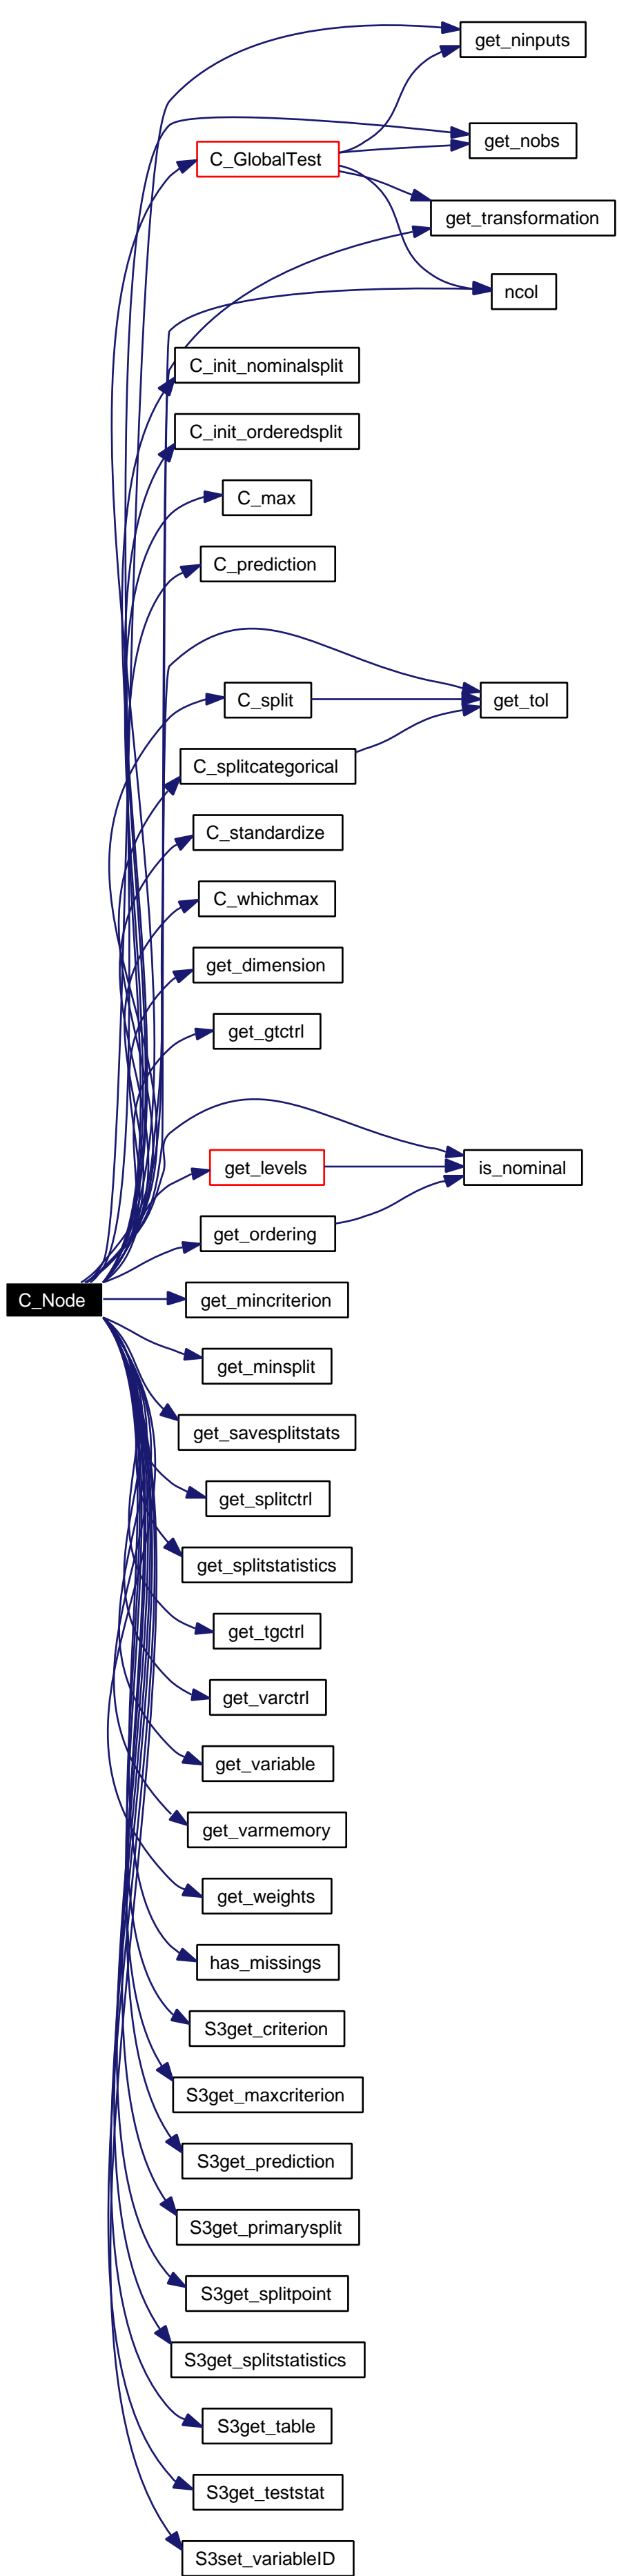 get_ninputs
get_nobs
C_GlobalTest
get_transformation
ncol
C_init_nominalsplit
C_init_orderedsplit
C_max
C_prediction
C_split
get_tol
C_splitcategorical
C_standardize
C_whichmax
get_dimension
get_gtctrl
get_levels
is_nominal
get_ordering
C_Node
get_mincriterion
get_minsplit
get_savesplitstats
get_splitctrl
get_splitstatistics
get_tgctrl
get_varctrl
get_variable
get_varmemory
get_weights
has_missings
S3get_criterion
S3get_maxcriterion
S3get_prediction
S3get_primarysplit
S3get_splitpoint
S3get_splitstatistics
S3get_table
S3get_teststat
S3set_variableID